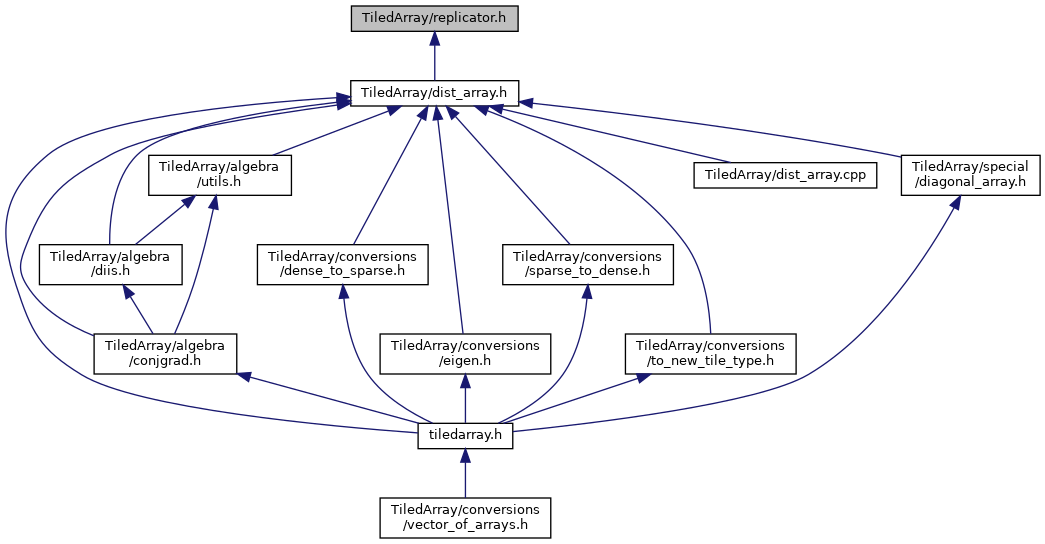 TiledArray/replicator.h
TiledArray/dist_array.h
TiledArray/algebra
/utils.h
TiledArray/dist_array.cpp
TiledArray/special
/diagonal_array.h
TiledArray/algebra
/diis.h
TiledArray/conversions
/dense_to_sparse.h
TiledArray/conversions
/sparse_to_dense.h
TiledArray/algebra
/conjgrad.h
TiledArray/conversions
/eigen.h
TiledArray/conversions
/to_new_tile_type.h
tiledarray.h
TiledArray/conversions
/vector_of_arrays.h